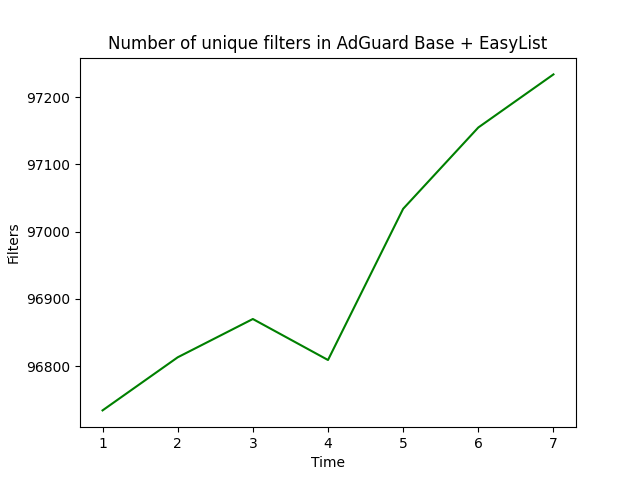 Number of unique filters in AdGuard Base + EasyList
97200
97100
97000
96900
96800
Filters
1 2 3 4 5 6 7
Time